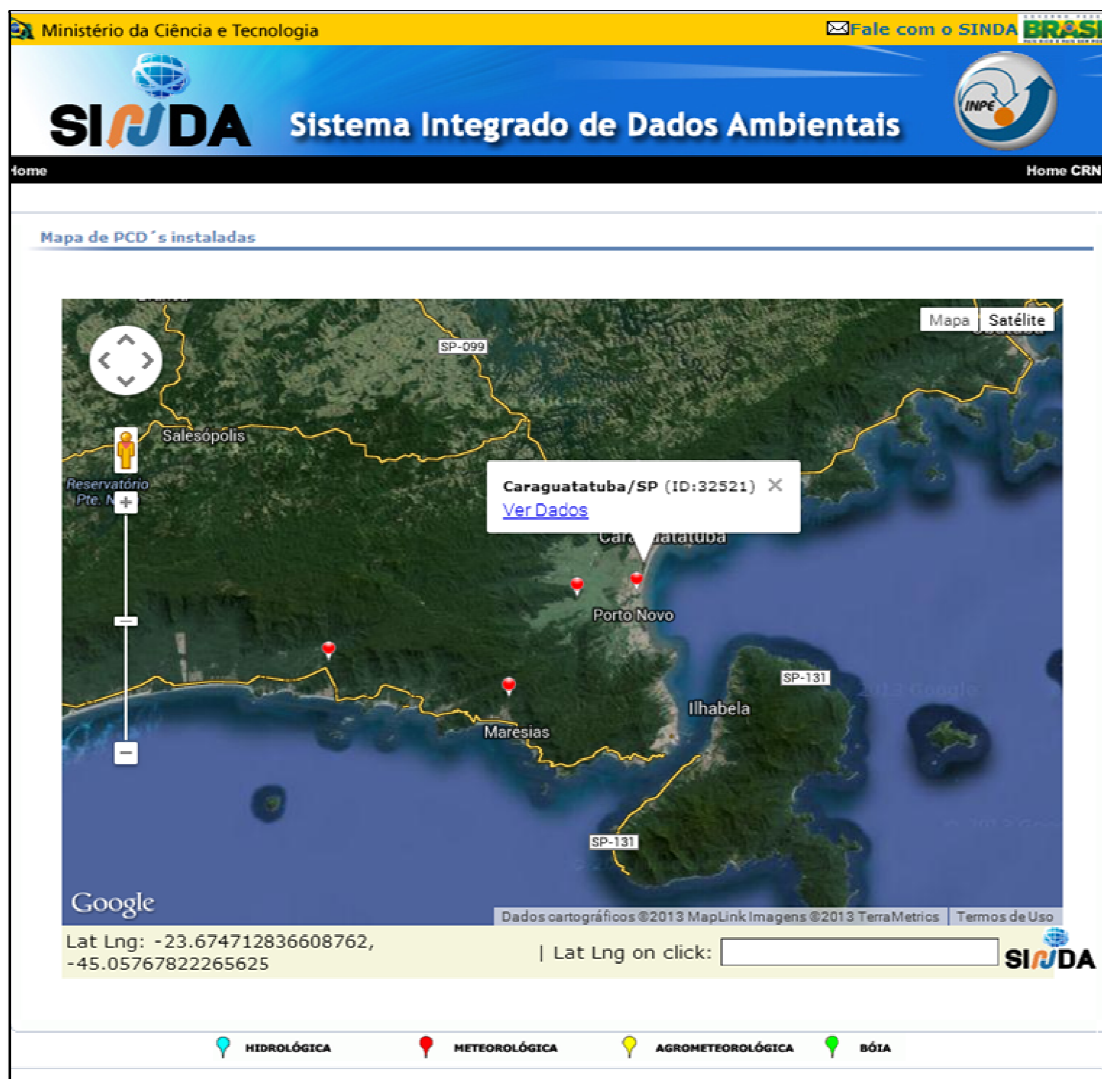 Ministério da Ciência e Tecnologia
Fale com o SINDA
BRASI
SINDA
Sistema Integrado de Dados Ambientais
INPE
Home
Home CRN
Mapa de PCD´s instaladas
Mapa
Satélite
SP-099
Salesópolis
Reservatório
Pte.
Caraguatatuba/SP (ID:32521)
Ver Dados
Porto Novo
SP-131
Ilhabela
Maresias
SP-131
Google
Dados cartográficos ©2013 MapLink Imagens ©2013 TerraMetrics
Termos de Uso
Lat Lng: -23.674712836608762,
-45.05767822265625
| Lat Lng on click:
SINDA
HIDROLÓGICA
METEOROLÓGICA
AGROMETEOROLÓGICA
BÓIA